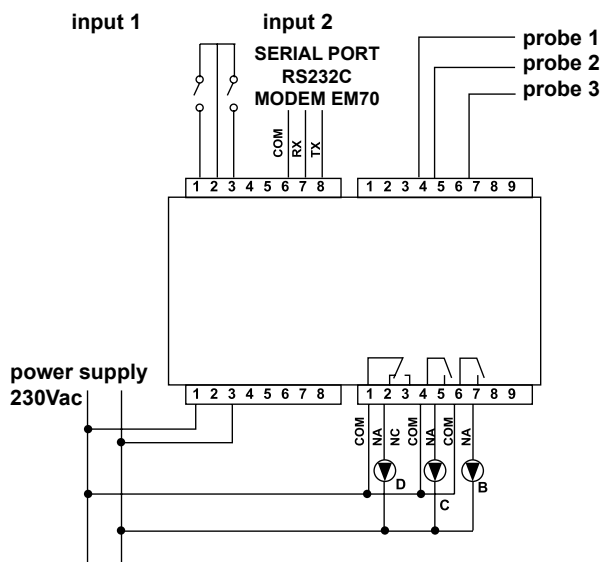 input 1
input 2
SERIAL PORT
RS232C
MODEM EM70
probe 1
probe 2
probe 3
COM
RX
TX
1 2 3 4 5 6 7 8
1 2 3 4 5 6 7 8 9
power supply
230Vac
1 2 3 4 5 6 7 8
1 2 3 4 5 6 7 8 9
COM
NA
NC
COM
NA
COM
NA
D
C
B